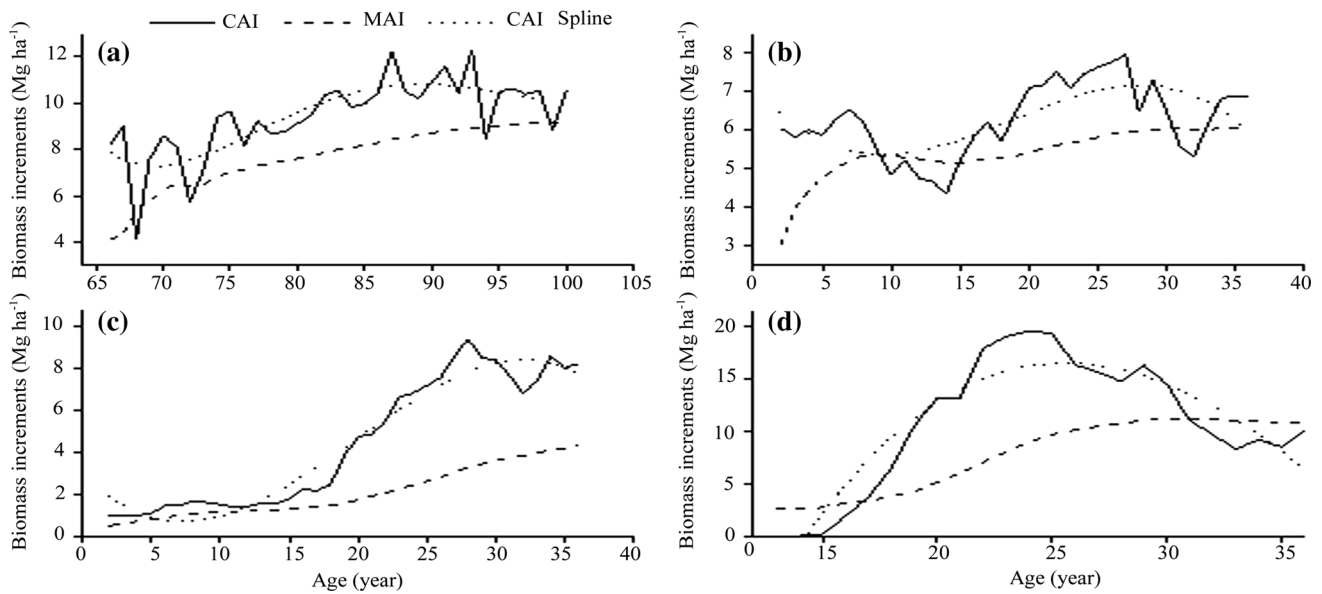 CAI MAI CAI Spline
(a)
Biomass increments (Mg ha⁻¹)
12
10
8
6
4
65 70 75 80 85 90 95 100 105
(b)
Biomass increments (Mg ha⁻¹)
8
7
6
5
4
3
0 5 10 15 20 25 30 35 40
(c)
Biomass increments (Mg ha⁻¹)
10
8
6
4
2
0
0 5 10 15 20 25 30 35 40
Age (year)
(d)
Biomass increments (Mg ha⁻¹)
20
15
10
5
0
15 20 25 30 35
Age (year)